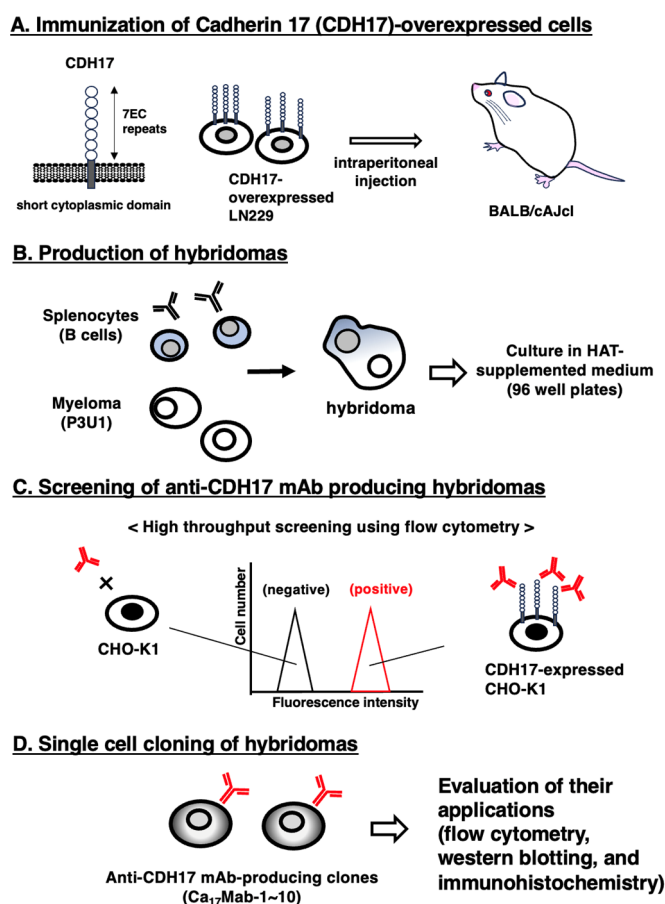 A. Immunization of Cadherin 17 (CDH17)-overexpressed cells
CDH17
7EC
repeats
short cytoplasmic domain
CDH17-
overexpressed
LN229
intraperitoneal
injection
BALB/cAJcl
B. Production of hybridomas
Splenocytes
(B cells)
Myeloma
(P3U1)
hybridoma
Culture in HAT-
supplemented medium
(96 well plates)
C. Screening of anti-CDH17 mAb producing hybridomas
< High throughput screening using flow cytometry >
CHO-K1
Cell number
(negative)
(positive)
Fluorescence intensity
CDH17-expressed
CHO-K1
D. Single cell cloning of hybridomas
Anti-CDH17 mAb-producing clones
(Ca₁₇Mab-1~10)
Evaluation of their
applications
(flow cytometry,
western blotting, and
immunohistochemistry)